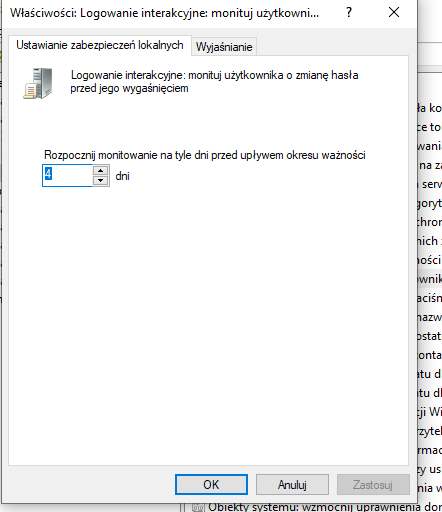 Właściwości: Logowanie interakcyjne: monituj użytkowni...
Ustawianie zabezpieczeń lokalnych
Wyjaśnianie
Logowanie interakcyjne: monituj użytkownika o zmianę hasła
przed jego wygaśnięciem
Rozpocznij monitowanie na tyle dni przed upływem okresu ważności
4 dni
OK
Anuluj
Zastosuj
Obiekty systemu: wzmocnij uprawnienia do